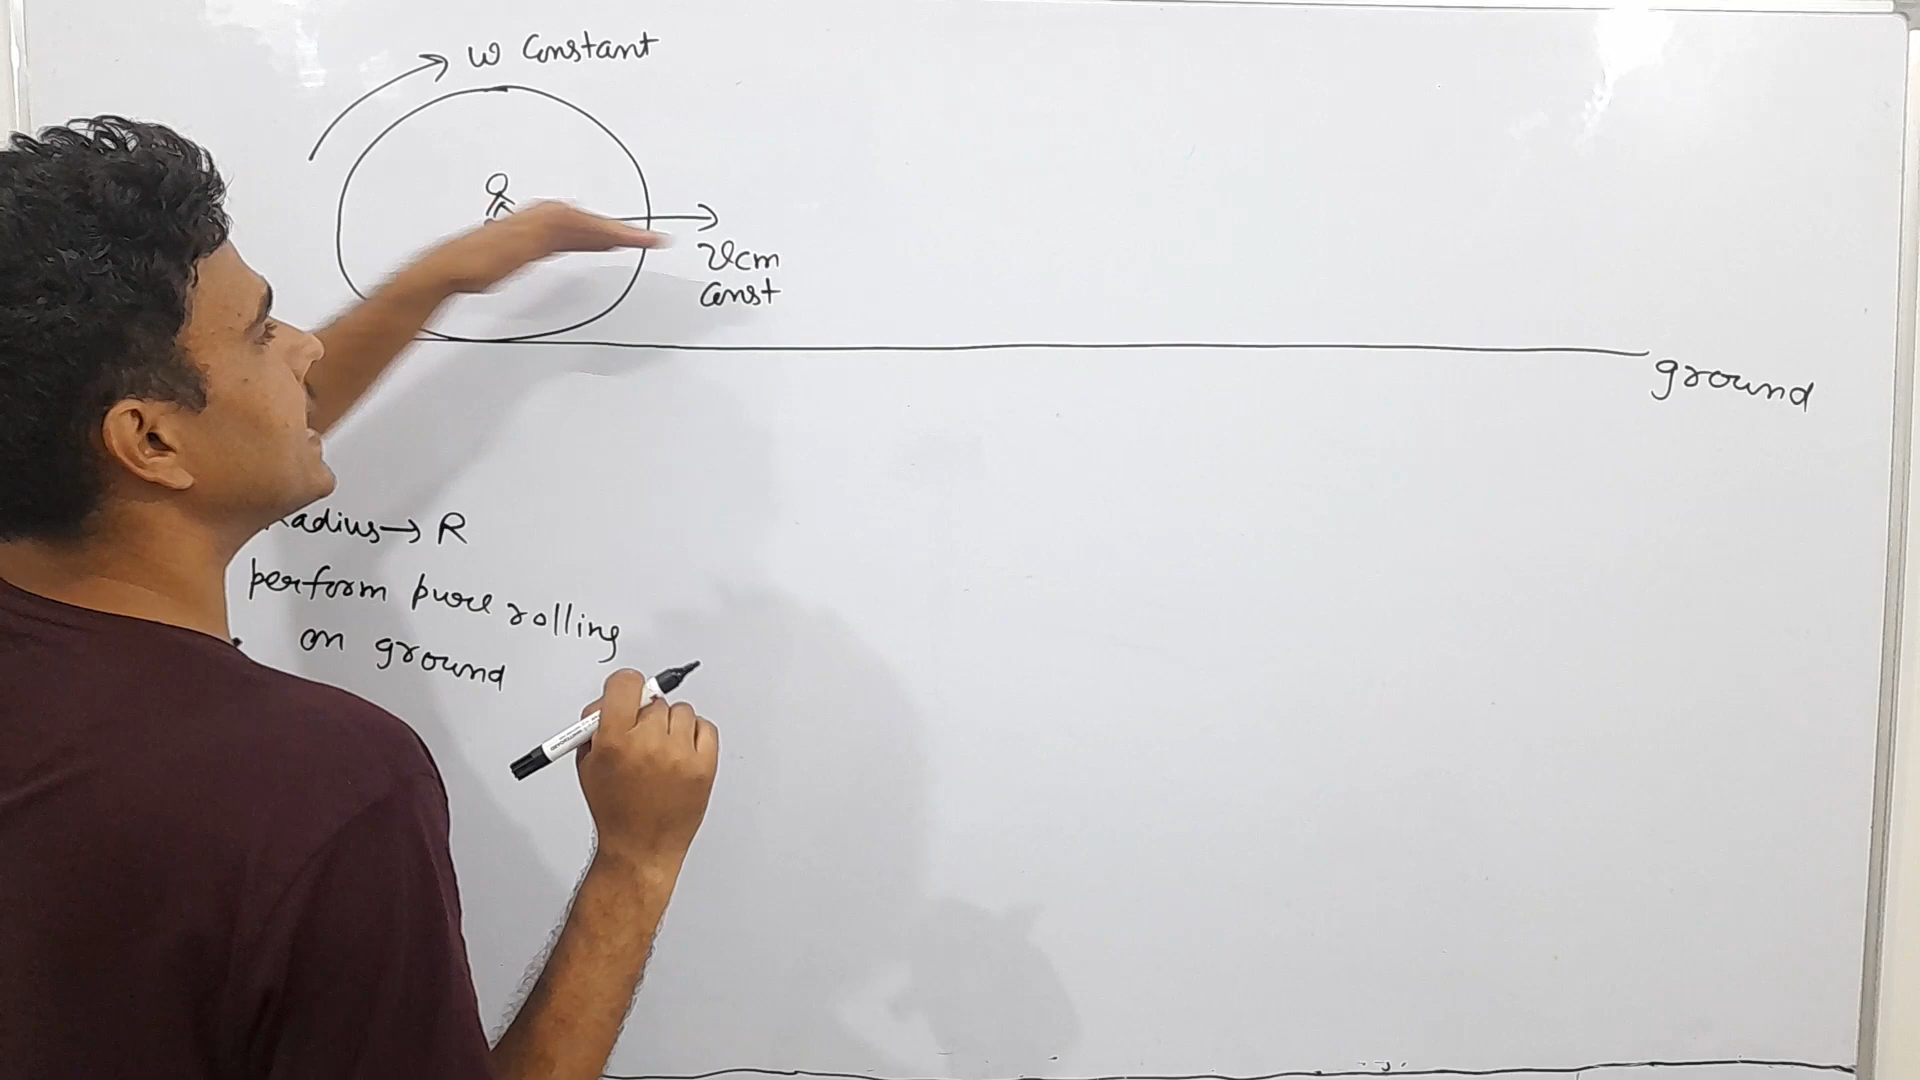 ω Constant
vcm
const
ground
Radius→ R
perform pure rolling
on ground